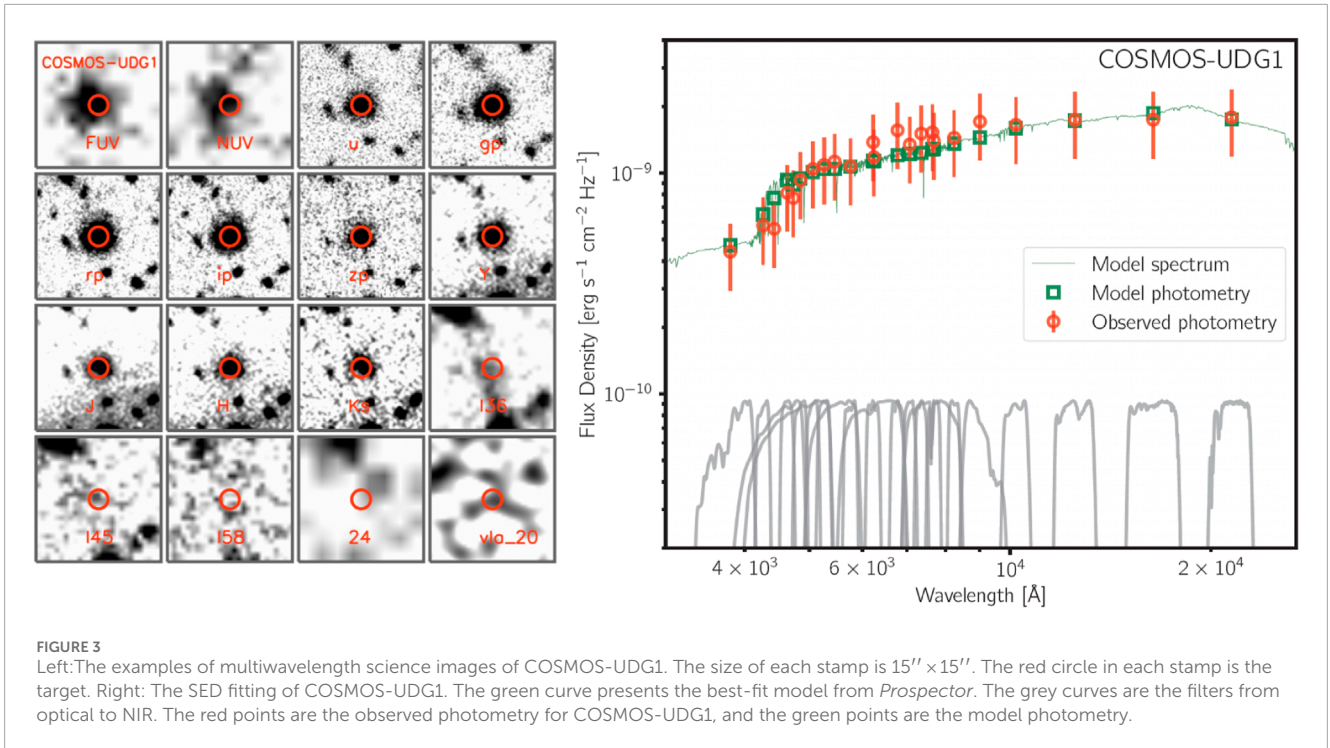 COSMOS-UDG1
FUV
NUV
u
gp
rp
ip
zp
Y
J
H
Ks
I36
I45
I58
24
vla_20
COSMOS-UDG1
Flux Density [erg s⁻¹ cm⁻² Hz⁻¹]
10⁻⁹
10⁻¹⁰
Model spectrum
Model photometry
Observed photometry
4 × 10³
6 × 10³
10⁴
2 × 10⁴
Wavelength [Å]
FIGURE 3
Left:The examples of multiwavelength science images of COSMOS-UDG1. The size of each stamp is 15″ × 15″. The red circle in each stamp is the
target. Right: The SED fitting of COSMOS-UDG1. The green curve presents the best-fit model from Prospector. The grey curves are the filters from
optical to NIR. The red points are the observed photometry for COSMOS-UDG1, and the green points are the model photometry.